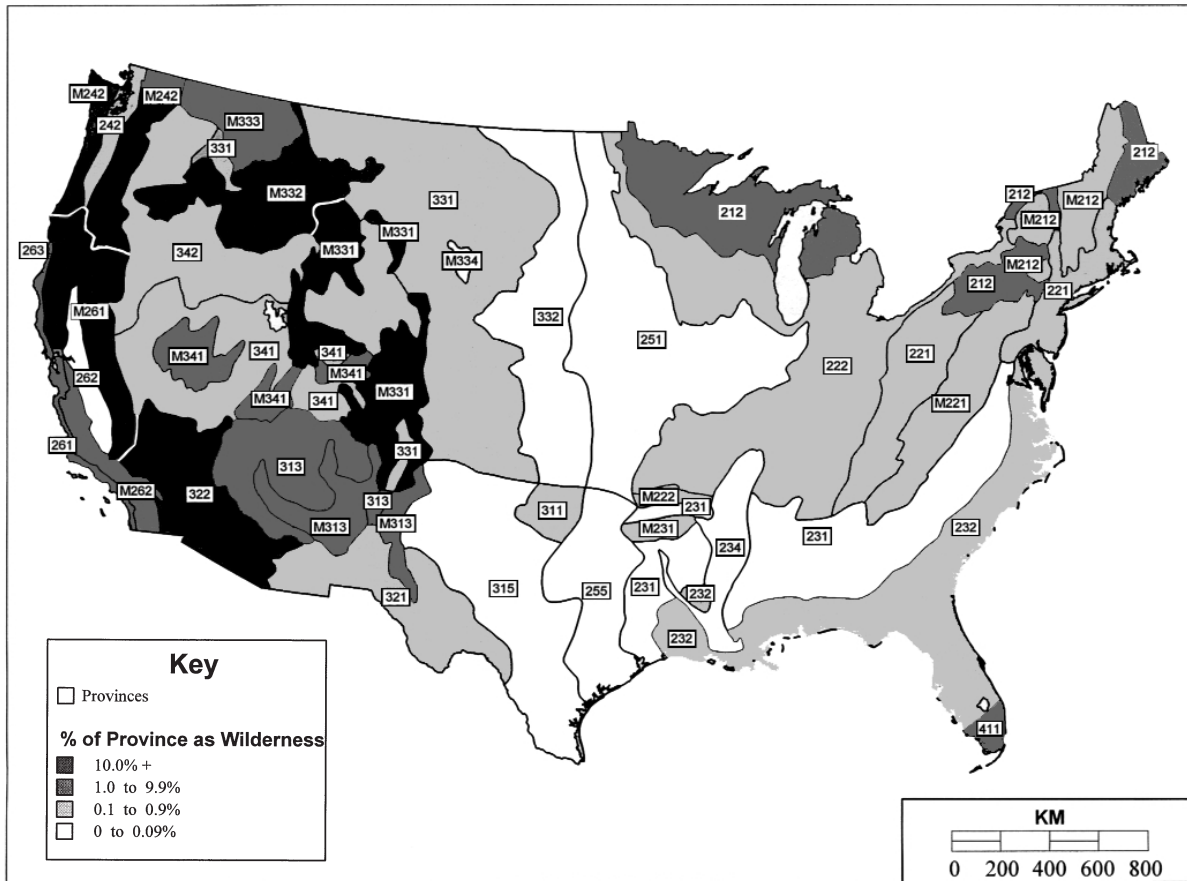 M242
M242
242
M333
331
M332
331
212
212
212
M212
M212
M212
212
221
263
342
M331
M331
M334
M261
332
251
341
341
M341
M341
262
M341
341
M331
222
221
M221
261
331
313
M262
322
313
M313
M313
311
M222
231
M231
234
231
232
321
315
255
231
232
232
411
Key
Provinces
% of Province as Wilderness
10.0% +
1.0 to 9.9%
0.1 to 0.9%
0 to 0.09%
KM
0 200 400 600 800